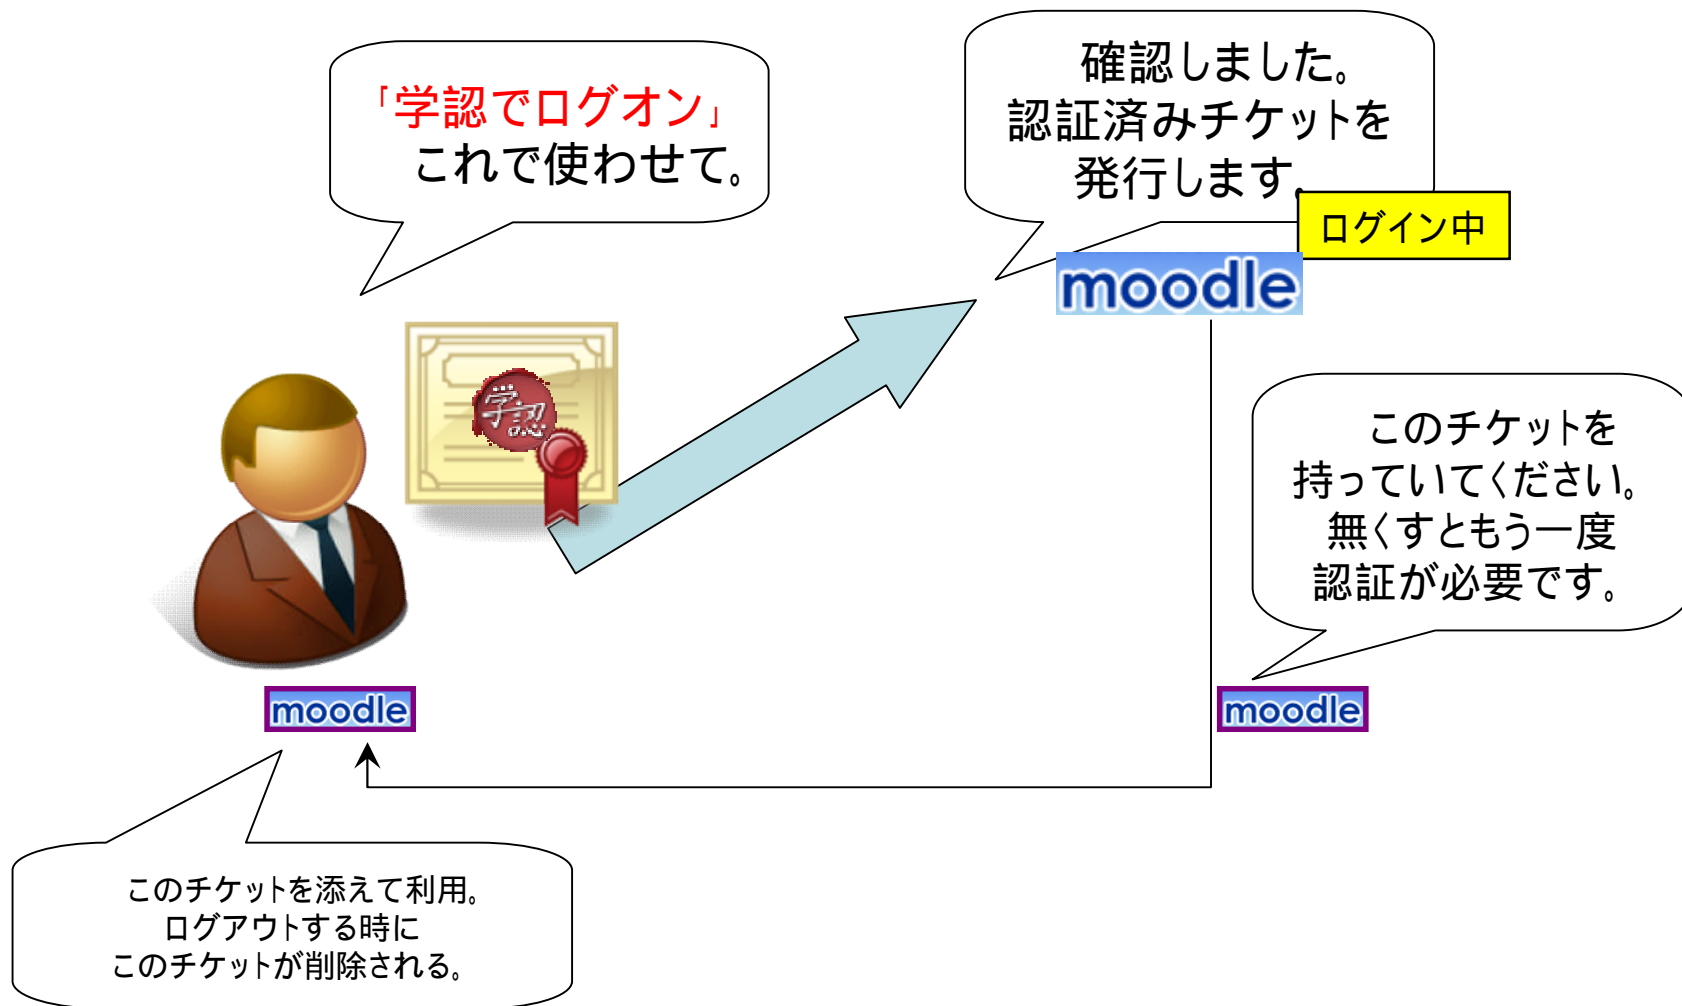 「学認でログオン」
これで使わせて。
確認しました。
認証済みチケットを
発行します。
ログイン中
moodle
学認
このチケットを
持っていてください。
無くすともう一度
認証が必要です。
moodle
moodle
このチケットを添えて利用。
ログアウトする時に
このチケットが削除される。